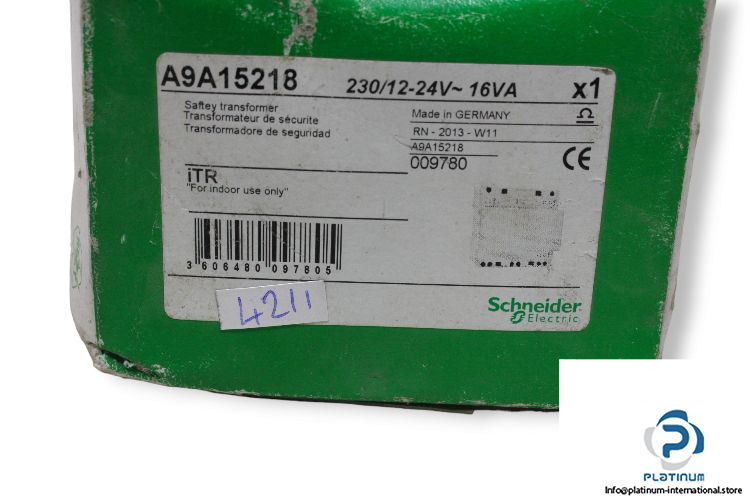 A9A15218 230/12-24V~ 16VA x1
Saftey transformer
Transformateur de sécurite
Transformadore de seguridad
Made in GERMANY
RN - 2013 - W11
A9A15218
009780
CE
iTR
"For indoor use only"
3 606480 097805
4211
Schneider
Electric
PLATINUM
Info@platinum-international.store